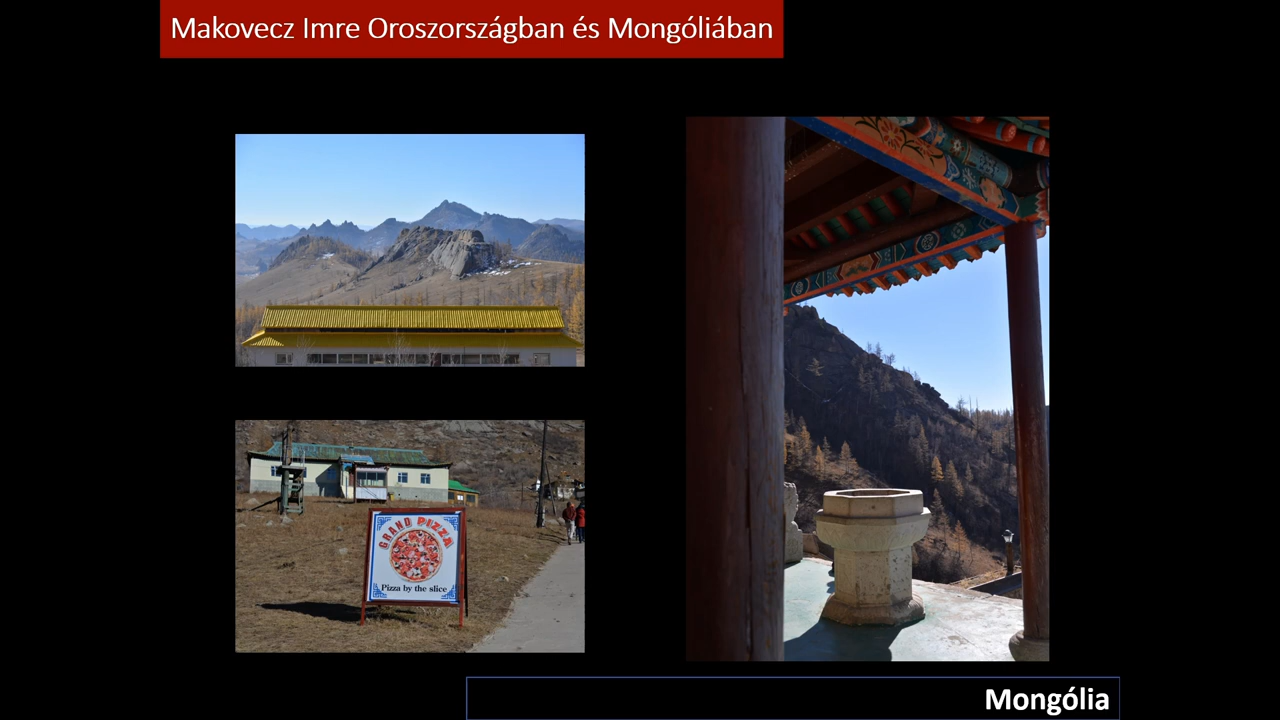 Makovecz Imre Oroszországban és Mongóliában
GRAND PIZZA
Pizza by the slice
Mongólia